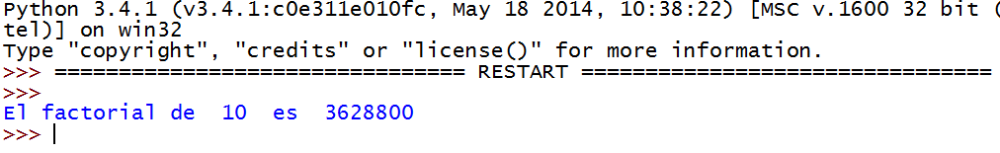 Python 3.4.1 (v3.4.1:c0e311e010fc, May 18 2014, 10:38:22) [MSC v.1600 32 bit (
tel)] on win32
Type "copyright", "credits" or "license()" for more information.
>>> ================================ RESTART ================================
>>>
El factorial de  10  es  3628800
>>>